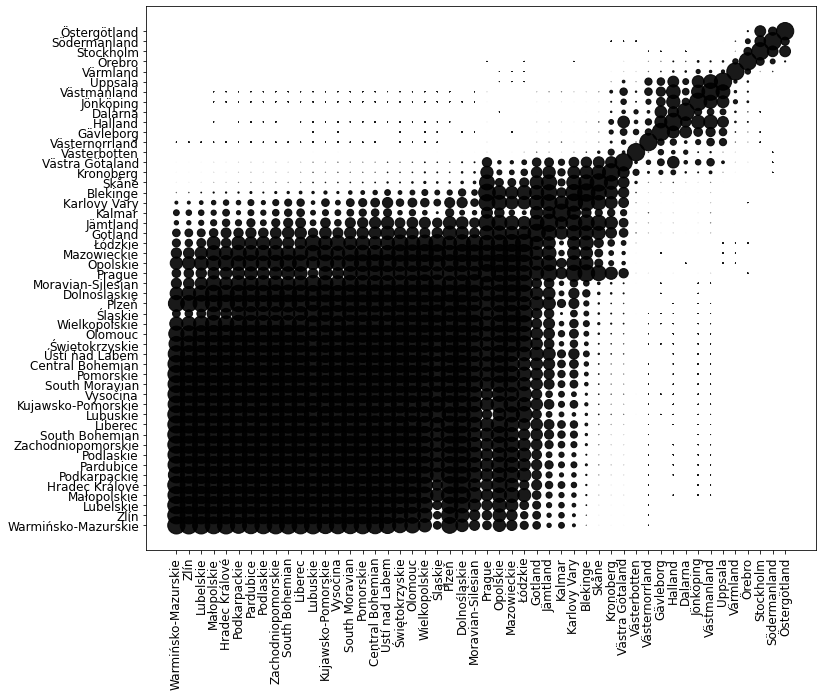 Östergötland
Södermanland
Stockholm
Örebro
Värmland
Uppsala
Västmanland
Jönköping
Dalarna
Halland
Gävleborg
Västernorrland
Västerbotten
Västra Götaland
Kronoberg
Skåne
Blekinge
Karlovy Vary
Kalmar
Jämtland
Gotland
Łódzkie
Mazowieckie
Opolskie
Prague
Moravian-Silesian
Dolnośląskie
Plzeň
Śląskie
Wielkopolskie
Olomouc
Świętokrzyskie
Ústí nad Labem
Central Bohemian
Pomorskie
South Moravian
Vysočina
Kujawsko-Pomorskie
Lubuskie
Liberec
South Bohemian
Zachodniopomorskie
Podlaskie
Pardubice
Podkarpackie
Hradec Králové
Małopolskie
Lubelskie
Zlín
Warmińsko-Mazurskie
Warmińsko-Mazurskie
Zlín
Lubelskie
Małopolskie
Hradec Králové
Podkarpackie
Pardubice
Podlaskie
Zachodniopomorskie
South Bohemian
Liberec
Lubuskie
Kujawsko-Pomorskie
Vysočina
South Moravian
Pomorskie
Central Bohemian
Ústí nad Labem
Świętokrzyskie
Olomouc
Wielkopolskie
Śląskie
Plzeň
Dolnośląskie
Moravian-Silesian
Prague
Opolskie
Mazowieckie
Łódzkie
Gotland
Jämtland
Kalmar
Karlovy Vary
Blekinge
Skåne
Kronoberg
Västra Götaland
Västerbotten
Västernorrland
Gävleborg
Halland
Dalarna
Jönköping
Västmanland
Uppsala
Värmland
Örebro
Stockholm
Södermanland
Östergötland